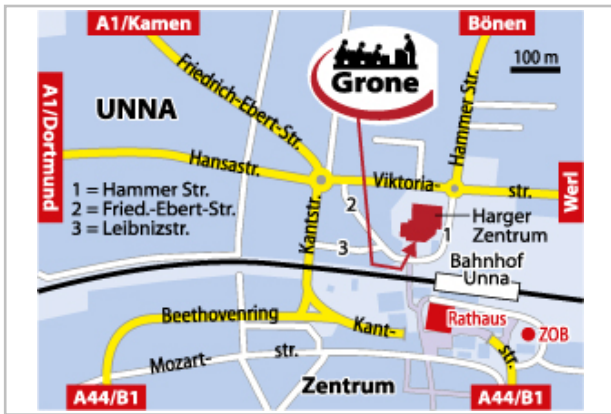 A1/Kamen
Bönen
100 m
Grone
A1/Dortmund
UNNA
Friedrich-Ebert-Str.
Hammer Str.
Hansastr.
Viktoria-
str.
Werl
1 = Hammer Str.
2 = Fried.-Ebert-Str.
3 = Leibnizstr.
2
1
3
Harger
Zentrum
Kantstr.
Bahnhof
Unna
Beethovenring
Kant-
str.
Rathaus
ZOB
Mozart-
str.
Zentrum
A44/B1
A44/B1